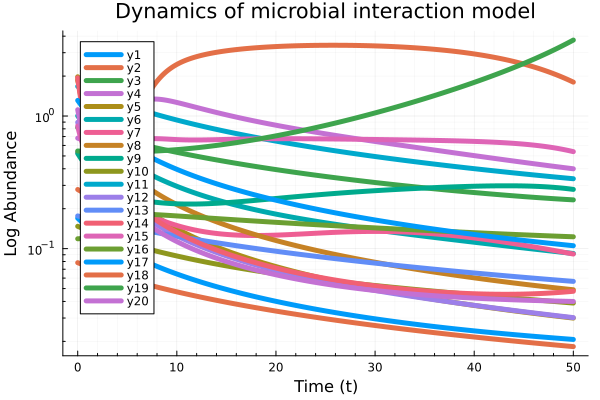 Dynamics of microbial interaction model
Log Abundance
10⁰
10⁻¹
y1
y2
y3
y4
y5
y6
y7
y8
y9
y10
y11
y12
y13
y14
y15
y16
y17
y18
y19
y20
0 10 20 30 40 50
Time (t)